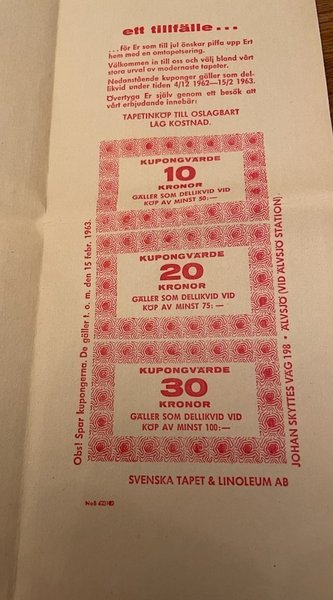 ett tillfälle...
...för Er som till jul önskar piffa upp Ert
hem med en omtapetsering.
Välkommen in till oss och välj bland vårt
stora urval av modernaste tapeter.
Nedanstående kuponger gäller som del-
likvid under tiden 4/12 1962—15/2 1963.
Övertyga Er själv genom ett besök att
vårt erbjudande innebär:
TAPETINKÖP TILL OSLAGBART
LÅG KOSTNAD.
KUPONGVÄRDE
10
KRONOR
GÄLLER SOM DELLIKVID VID
KÖP AV MINST 50:—
KUPONGVÄRDE
20
KRONOR
GÄLLER SOM DELLIKVID VID
KÖP AV MINST 75:—
KUPONGVÄRDE
30
KRONOR
GÄLLER SOM DELLIKVID VID
KÖP AV MINST 100:—
Obs! Spar kupongerna. De gäller t. o. m. den 15 febr. 1963.
JOHAN SKYTTES VÄG 198 • ÄLVSJÖ (VID ÄLVSJÖ STATION)
SVENSKA TAPET & LINOLEUM AB